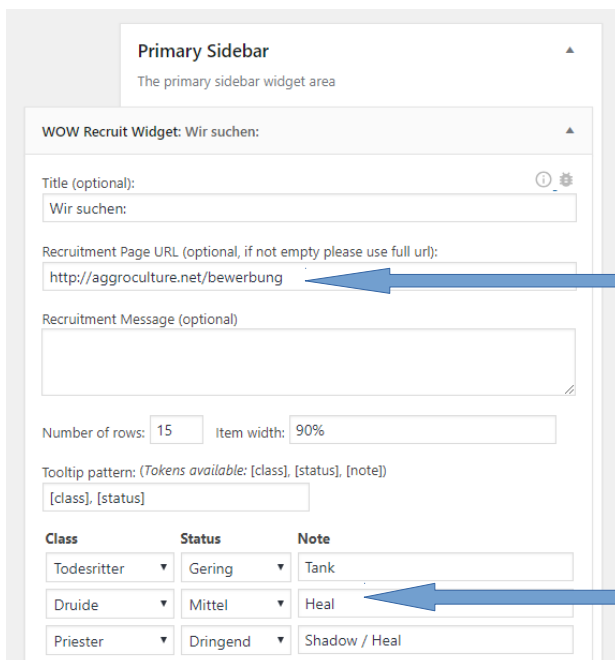 Primary Sidebar
The primary sidebar widget area
WOW Recruit Widget: Wir suchen:
Title (optional):
Wir suchen:
Recruitment Page URL (optional, if not empty please use full url):
http://aggroculture.net/bewerbung
Recruitment Message (optional)
Number of rows: 15 Item width: 90%
Tooltip pattern: (Tokens available: [class], [status], [note])
[class], [status]
Class Status Note
Todesritter Gering Tank
Druide Mittel Heal
Priester Dringend Shadow / Heal